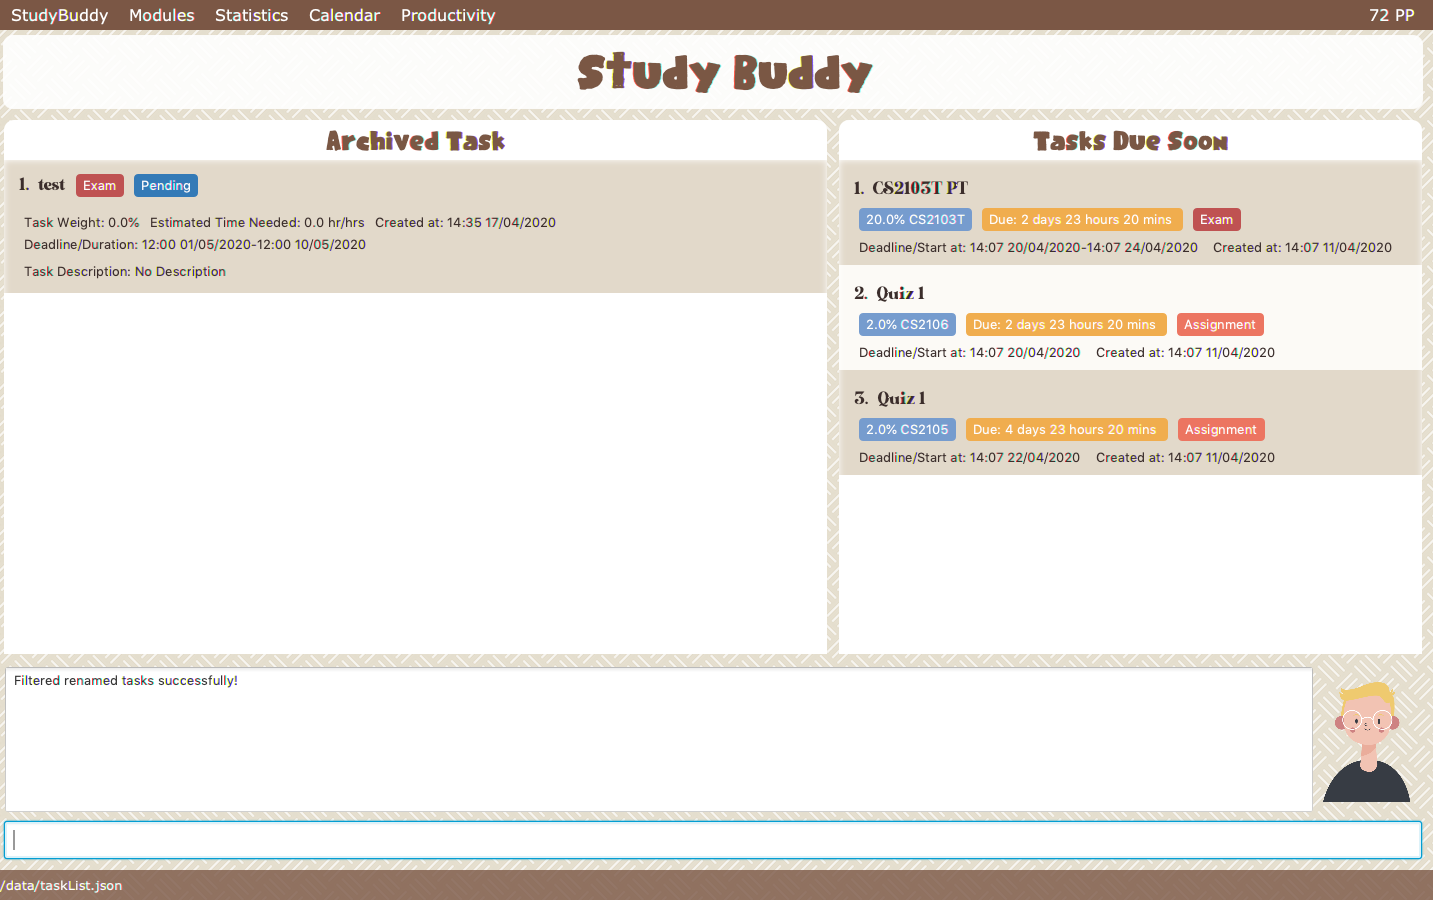 StudyBuddy Modules Statistics Calendar Productivity 72 PP
Study Buddy
Archived Task
1. test Exam Pending
Task Weight: 0.0% Estimated Time Needed: 0.0 hr/hrs Created at: 14:35 17/04/2020
Deadline/Duration: 12:00 01/05/2020-12:00 10/05/2020
Task Description: No Description
Tasks Due Soon
1. CS2103T PT
20.0% CS2103T Due: 2 days 23 hours 20 mins Exam
Deadline/Start at: 14:07 20/04/2020-14:07 24/04/2020 Created at: 14:07 11/04/2020
2. Quiz 1
2.0% CS2106 Due: 2 days 23 hours 20 mins Assignment
Deadline/Start at: 14:07 20/04/2020 Created at: 14:07 11/04/2020
3. Quiz 1
2.0% CS2105 Due: 4 days 23 hours 20 mins Assignment
Deadline/Start at: 14:07 22/04/2020 Created at: 14:07 11/04/2020
Filtered renamed tasks successfully!
/data/taskList.json